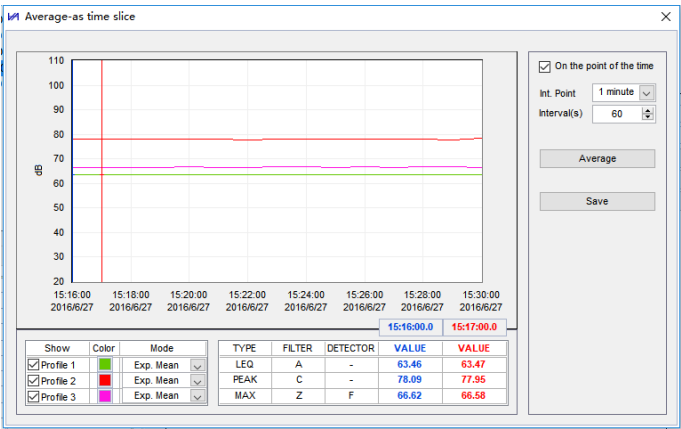 Average-as time slice
110
100
90
80
70
60
50
40
30
20
dB
15:16:00 15:18:00 15:20:00 15:22:00 15:24:00 15:26:00 15:28:00 15:30:00
2016/6/27 2016/6/27 2016/6/27 2016/6/27 2016/6/27 2016/6/27 2016/6/27 2016/6/27
On the point of the time
Int. Point 1 minute
Interval(s) 60
Average
Save
15:16:00.0 15:17:00.0
Show Color Mode
Profile 1 Exp. Mean
Profile 2 Exp. Mean
Profile 3 Exp. Mean
TYPE FILTER DETECTOR VALUE VALUE
LEQ A - 63.46 63.47
PEAK C - 78.09 77.95
MAX Z F 66.62 66.58